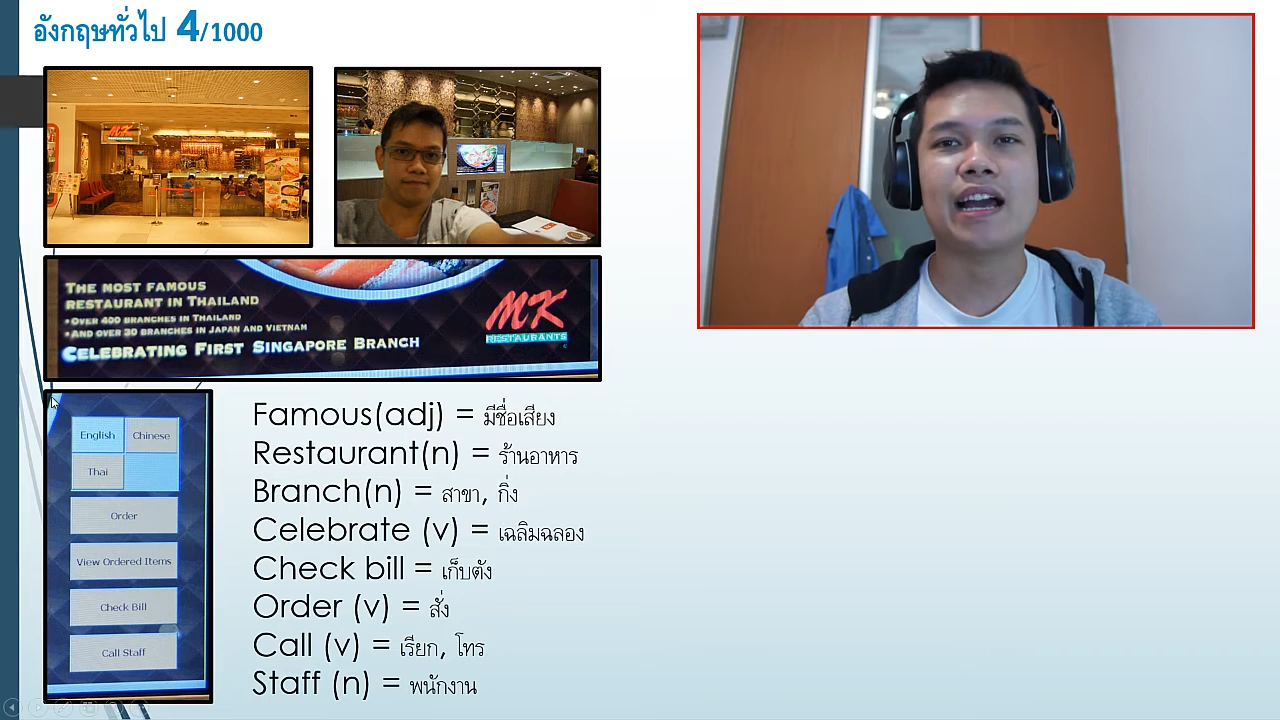 อังกฤษทั่วไป 4/1000
MK
THE MOST FAMOUS
RESTAURANT IN THAILAND
• OVER 400 BRANCHES IN THAILAND
• AND OVER 30 BRANCHES IN JAPAN AND VIETNAM
CELEBRATING FIRST SINGAPORE BRANCH
MK
RESTAURANTS
English Chinese
Thai
Order
View Ordered Items
Check Bill
Call Staff
Famous(adj) = มีชื่อเสียง
Restaurant(n) = ร้านอาหาร
Branch(n) = สาขา, กิ่ง
Celebrate (v) = เฉลิมฉลอง
Check bill = เก็บตัง
Order (v) = สั่ง
Call (v) = เรียก, โทร
Staff (n) = พนักงาน